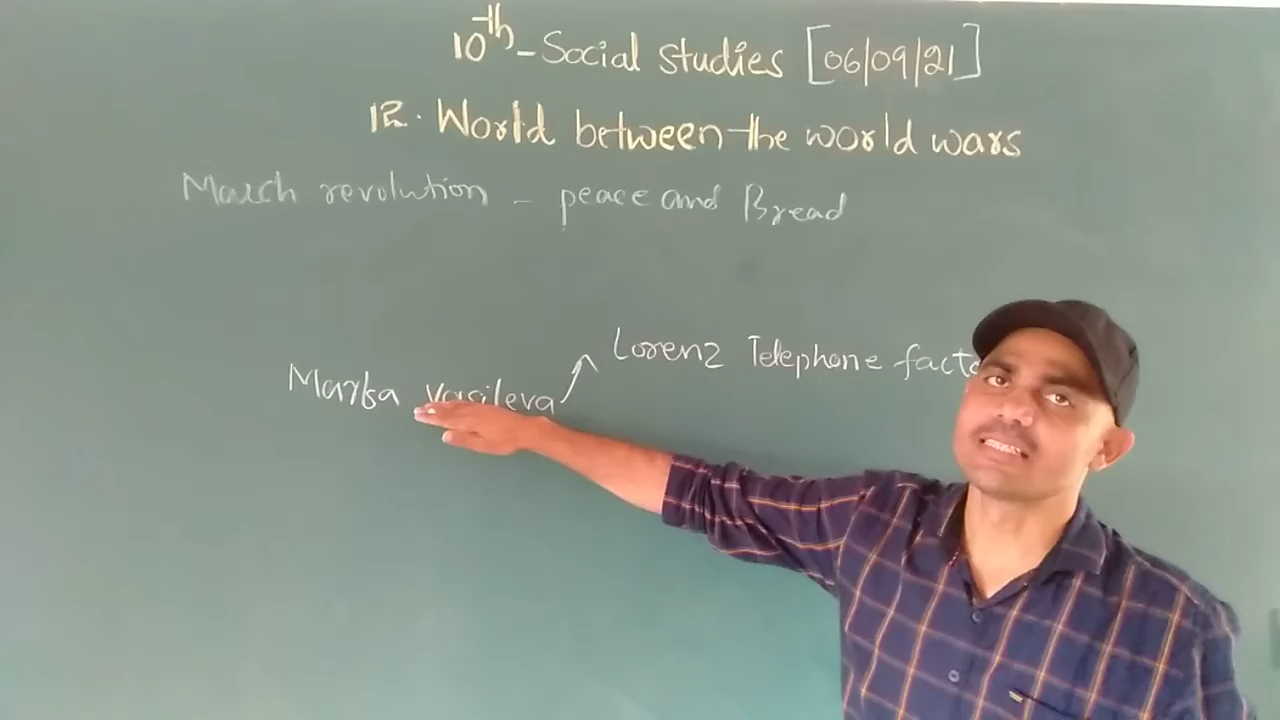 10th - Social studies [06/09/21]
12. World between the world wars
March revolution - peace and Bread
Lorenz Telephone facto
Marfa vasileva